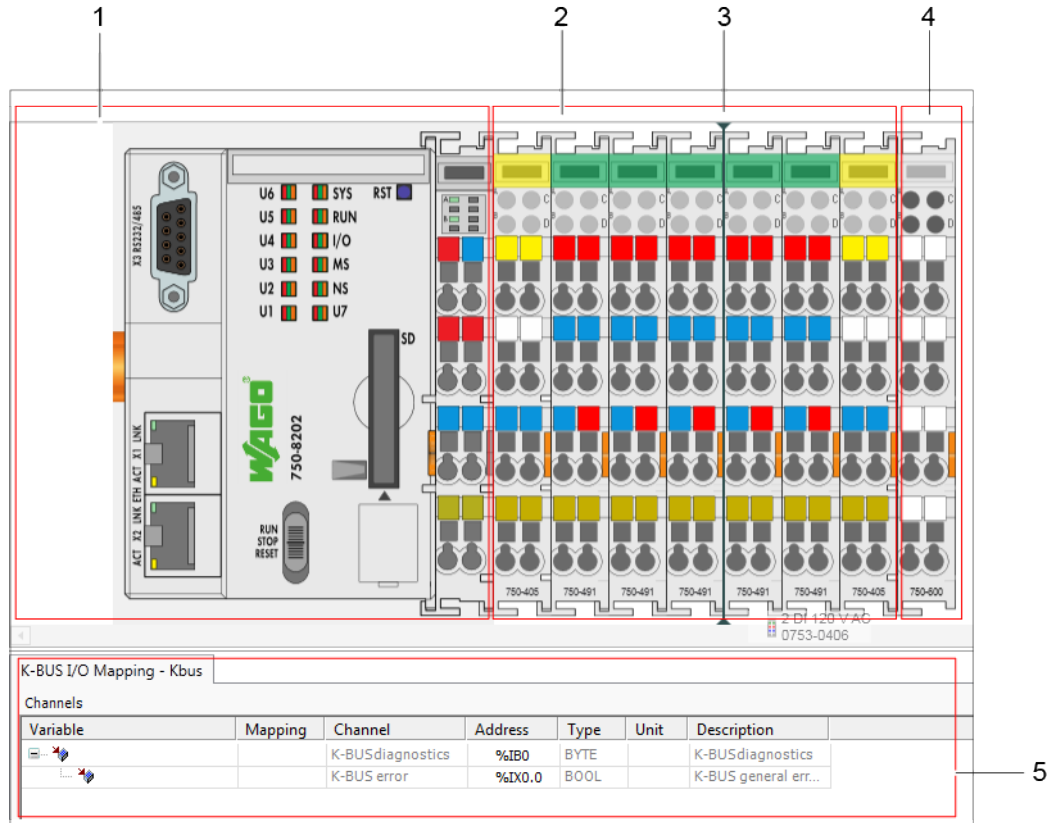 1 2 3 4
U6 SYS RST
U5 RUN
U4 I/O
U3 MS
U2 NS
U1 U7
X3 RS232/485
SD
WAGO
®
750-8202
ACT X2 LNK ETH ACT X1 LNK
RUN
STOP
RESET
A
B
A C
B D
A C
B D
A C
B D
A C
B D
A C
B D
A C
B D
A C
B D
A C
B D
750-405 750-491 750-491 750-491 750-491 750-491 750-405 750-600
2 DI 120 V AC
0753-0406
K-BUS I/O Mapping - Kbus
Channels
Variable Mapping Channel Address Type Unit Description
K-BUSdiagnostics %IB0 BYTE K-BUSdiagnostics
K-BUS error %IX0.0 BOOL K-BUS general err...
5